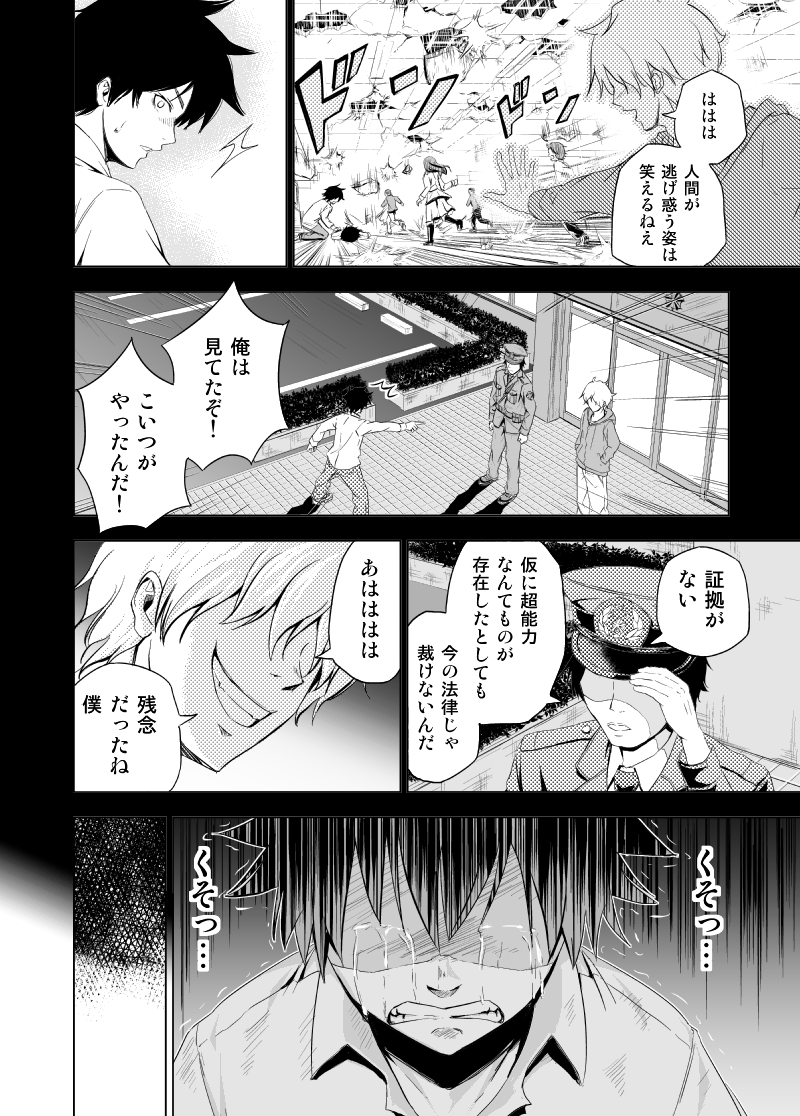 ははは
人間が
逃げ惑う姿は
笑えるねえ
ドン
ドン
俺は
見てたぞ！
こいつが
やったんだ！
証拠が
ない
仮に超能力
なんてものが
存在したとしても
今の法律じゃ
裁けないんだ
あはははは
残念
だったね
僕
くそっ…
くそっ…